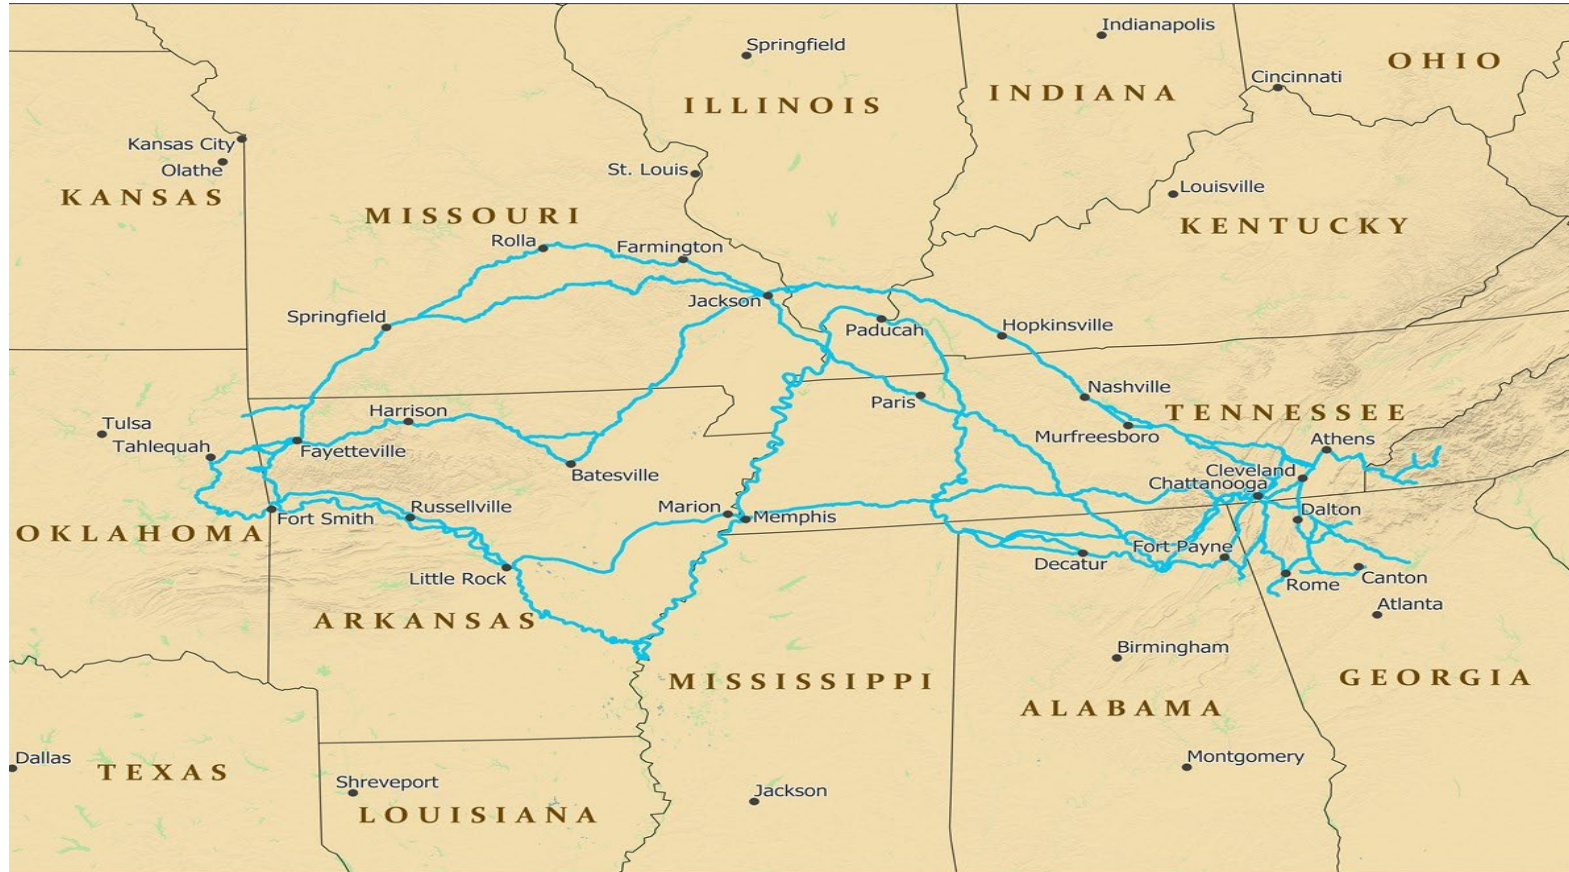 Indianapolis
Springfield
OHIO
Cincinnati
INDIANA
ILLINOIS
Kansas City
Olathe
St. Louis
Louisville
KANSAS
MISSOURI
KENTUCKY
Rolla
Farmington
Jackson
Springfield
Paducah
Hopkinsville
Nashville
Paris
Harrison
TENNESSEE
Tulsa
Tahlequah
Fayetteville
Murfreesboro
Athens
Batesville
Cleveland
Chattanooga
Russellville
Marion
Memphis
Fort Smith
Dalton
OKLAHOMA
Fort Payne
Decatur
Little Rock
Rome
Canton
Atlanta
ARKANSAS
Birmingham
MISSISSIPPI
GEORGIA
ALABAMA
Dallas
TEXAS
Montgomery
Shreveport
Jackson
LOUISIANA